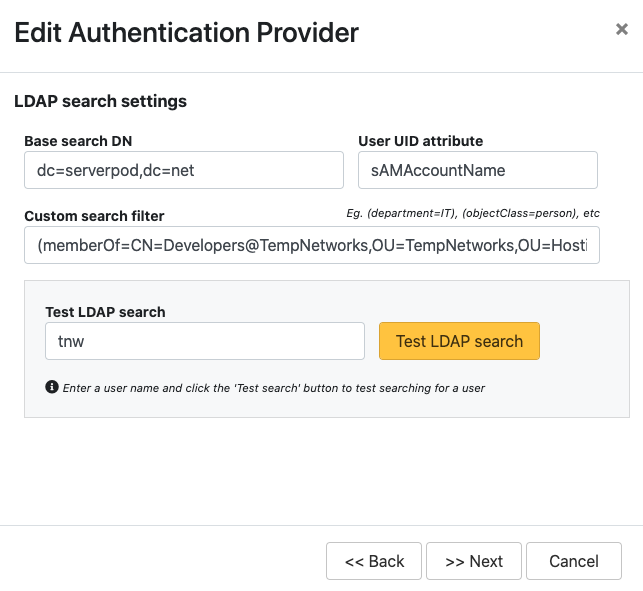 Edit Authentication Provider ×
LDAP search settings
Base search DN User UID attribute
dc=serverpod,dc=net sAMAccountName
Custom search filter Eg. (department=IT), (objectClass=person), etc
(memberOf=CN=Developers@TempNetworks,OU=TempNetworks,OU=Hosti
Test LDAP search
tnw Test LDAP search
Enter a user name and click the 'Test search' button to test searching for a user
<< Back >> Next Cancel